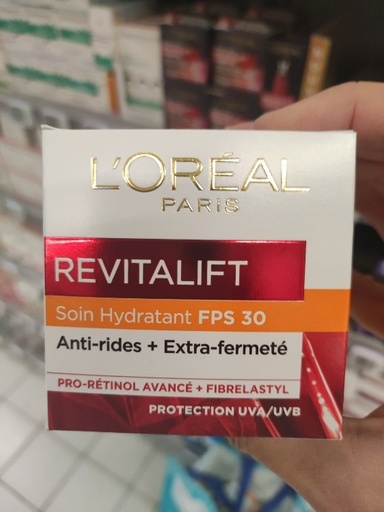 L'ORÉAL
PARIS
REVITALIFT
Soin Hydratant FPS 30
Anti-rides + Extra-fermeté
PRO-RÉTINOL AVANCÉ + FIBRELASTYL
PROTECTION UVA/UVB